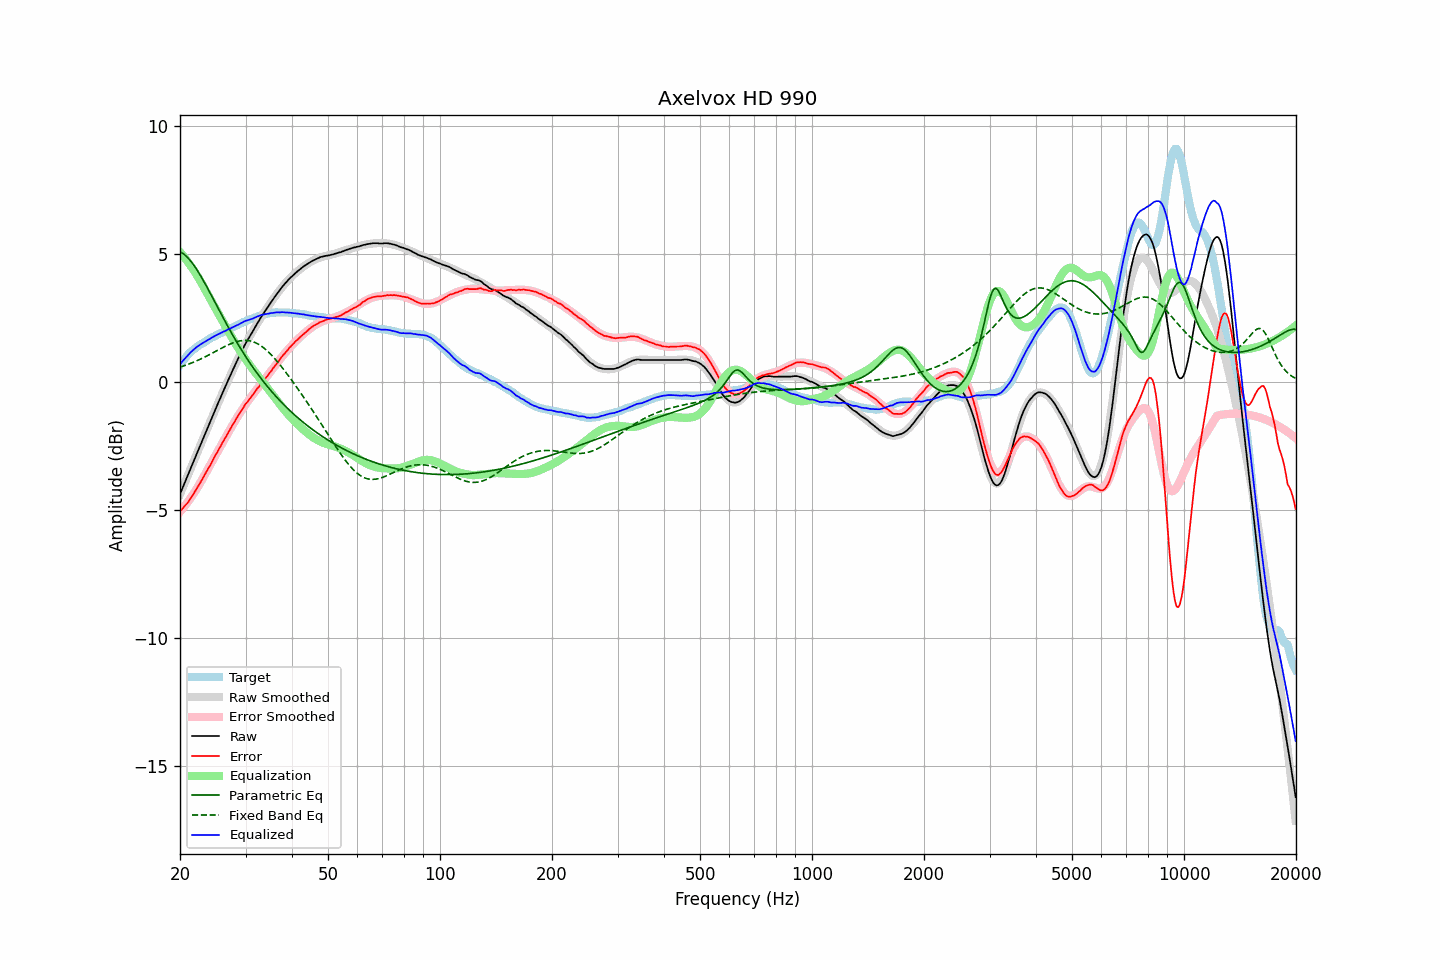 Axelvox HD 990
10
5
0
−5
−10
−15
Amplitude (dBr)
Target
Raw Smoothed
Error Smoothed
Raw
Error
Equalization
Parametric Eq
Fixed Band Eq
Equalized
20 50 100 200 500 1000 2000 5000 10000 20000
Frequency (Hz)